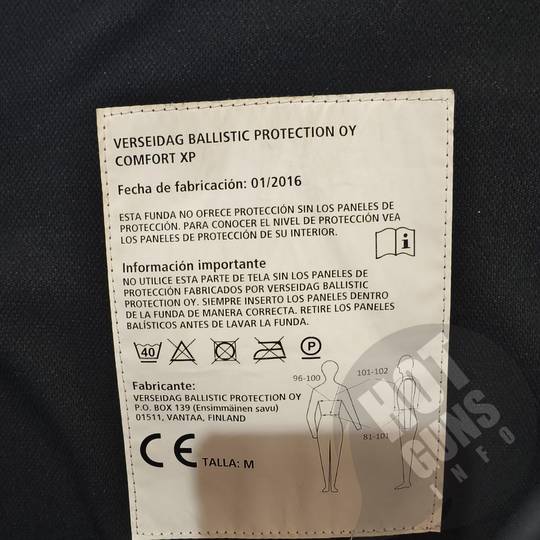 VERSEIDAG BALLISTIC PROTECTION OY
COMFORT XP
Fecha de fabricación: 01/2016
ESTA FUNDA NO OFRECE PROTECCIÓN SIN LOS PANELES DE
PROTECCIÓN. PARA CONOCER EL NIVEL DE PROTECCIÓN VEA
LOS PANELES DE PROTECCIÓN DE SU INTERIOR.
Información importante
NO UTILICE ESTA PARTE DE TELA SIN LOS PANELES DE
PROTECCIÓN FABRICADOS POR VERSEIDAG BALLISTIC
PROTECTION OY. SIEMPRE INSERTO LOS PANELES DENTRO
DE LA FUNDA DE MANERA CORRECTA. RETIRE LOS PANELES
BALÍSTICOS ANTES DE LAVAR LA FUNDA.
40
P
96-100
101-102
81-101
Fabricante:
VERSEIDAG BALLISTIC PROTECTION OY
P.O. BOX 139 (Ensimmäinen savu)
01511, VANTAA, FINLAND
CE TALLA: M
HOT
GUNS
INFO